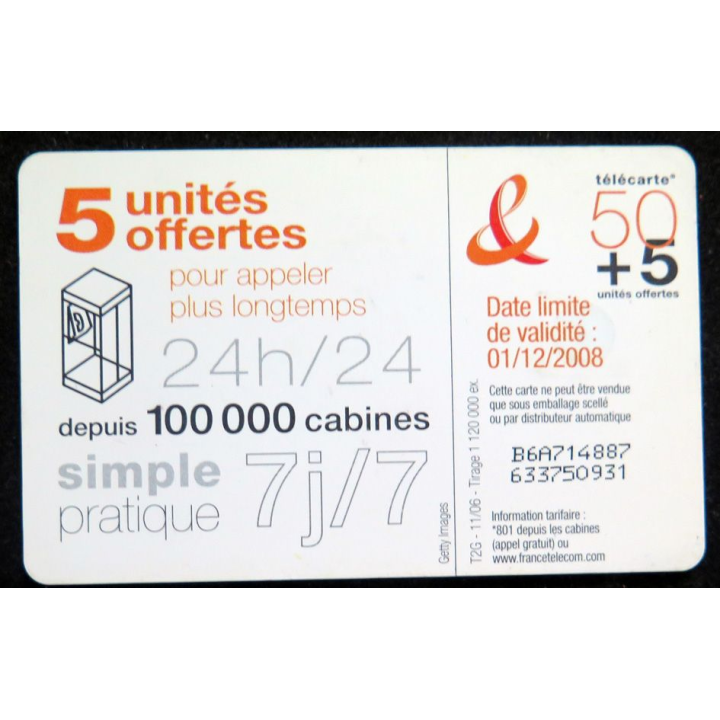 5 unités
offertes
pour appeler
plus longtemps
24h/24
depuis 100 000 cabines
simple
pratique
7j/7
Getty Images
T2G - 11/06 - Tirage 1 120 000 ex.
&
télécarte*
50
+5
unités offertes
Date limite
de validité :
01/12/2008
Cette carte ne peut être vendue
que sous emballage scellé
ou par distributeur automatique
B6A714887
633750931
Information tarifaire :
*801 depuis les cabines
(appel gratuit) ou
www.francetelecom.com